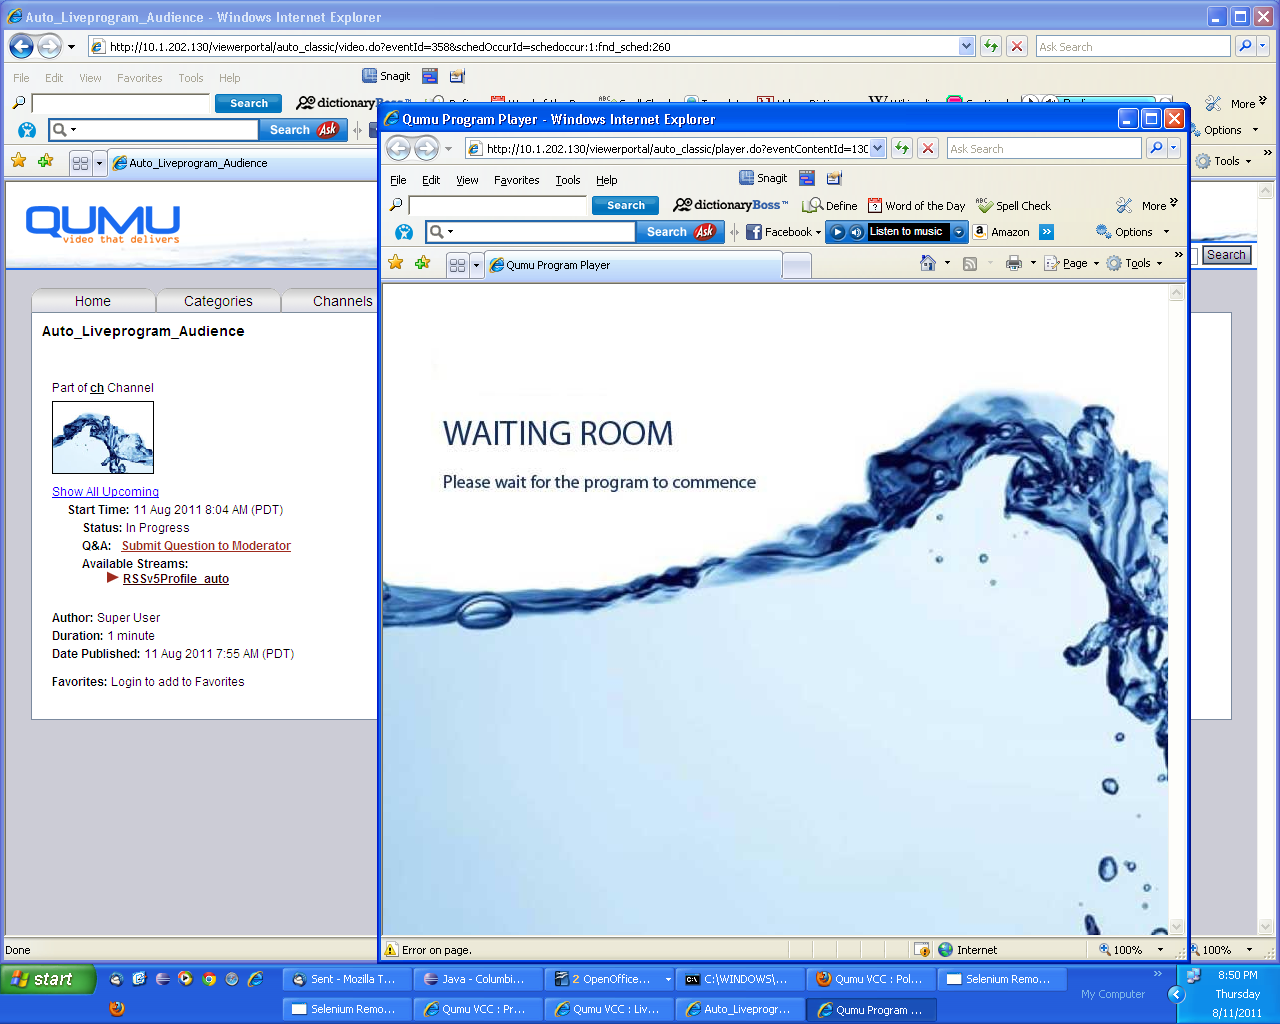 Auto_Liveprogram_Audience - Windows Internet Explorer
http://10.1.202.130/viewerportal/auto_classic/video.do?eventId=358&schedOccurId=schedoccur:1:fnd_sched:260
Ask Search
File Edit View Favorites Tools Help
Snagit
Search
dictionaryBoss
More
Search Ask
Options
Auto_Liveprogram_Audience
Tools
QUMU
video that delivers
Search
Home
Categories
Channels
Auto_Liveprogram_Audience
Part of ch Channel
Show All Upcoming
Start Time: 11 Aug 2011 8:04 AM (PDT)
Status: In Progress
Q&A: Submit Question to Moderator
Available Streams:
RSSv5Profile_auto
Author: Super User
Duration: 1 minute
Date Published: 11 Aug 2011 7:55 AM (PDT)
Favorites: Login to add to Favorites
Done
100%
Qumu Program Player - Windows Internet Explorer
http://10.1.202.130/viewerportal/auto_classic/player.do?eventContentId=130
Ask Search
File Edit View Favorites Tools Help
Snagit
Search
dictionaryBoss™
Define
Word of the Day
ABC
Spell Check
More
Search Ask
Facebook
Listen to music
Amazon
Options
Qumu Program Player
Page
Tools
WAITING ROOM
Please wait for the program to commence
Error on page.
Internet
100%
start
Sent - Mozilla T...
Java - Columbi...
2 OpenOffice...
C:\WINDOWS\...
Qumu VCC : Pol...
Selenium Remo...
Selenium Remo...
Qumu VCC : Pr...
Qumu VCC : Liv...
Auto_Liveprogr...
Qumu Program ...
My Computer
8:50 PM
Thursday
8/11/2011